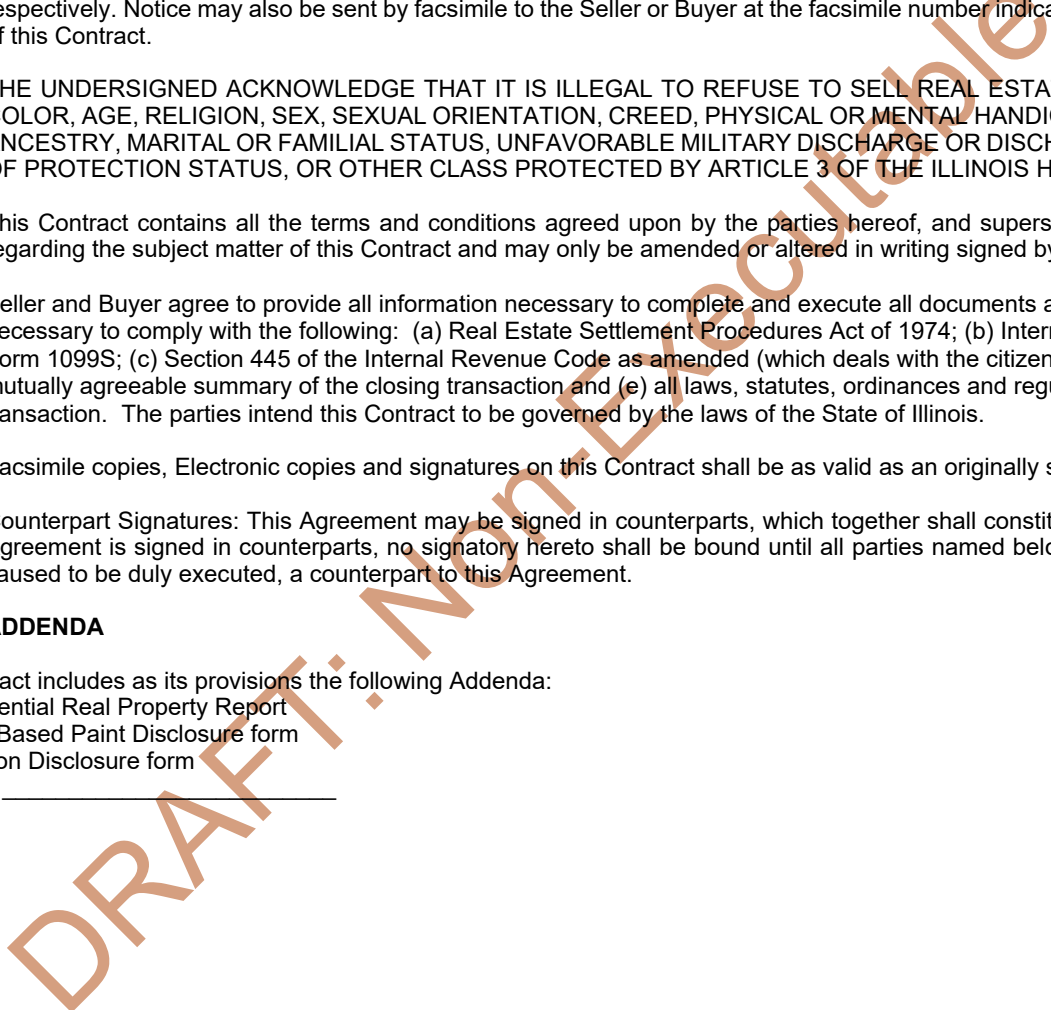 espectively. Notice may also be sent by facsimile to the Seller or Buyer at the facsimile number indica
f this Contract.
HE UNDERSIGNED ACKNOWLEDGE THAT IT IS ILLEGAL TO REFUSE TO SELL REAL ESTA
OLOR, AGE, RELIGION, SEX, SEXUAL ORIENTATION, CREED, PHYSICAL OR MENTAL HANDI
NCESTRY, MARITAL OR FAMILIAL STATUS, UNFAVORABLE MILITARY DISCHARGE OR DISCH
OF PROTECTION STATUS, OR OTHER CLASS PROTECTED BY ARTICLE 3 OF THE ILLINOIS H
his Contract contains all the terms and conditions agreed upon by the parties hereof, and supers
egarding the subject matter of this Contract and may only be amended or altered in writing signed by
eller and Buyer agree to provide all information necessary to complete and execute all documents a
ecessary to comply with the following:  (a) Real Estate Settlement Procedures Act of 1974; (b) Intern
orm 1099S; (c) Section 445 of the Internal Revenue Code as amended (which deals with the citizen
utually agreeable summary of the closing transaction and (e) all laws, statutes, ordinances and regu
ansaction.  The parties intend this Contract to be governed by the laws of the State of Illinois.
acsimile copies, Electronic copies and signatures on this Contract shall be as valid as an originally s
ounterpart Signatures: This Agreement may be signed in counterparts, which together shall constit
greement is signed in counterparts, no signatory hereto shall be bound until all parties named belo
aused to be duly executed, a counterpart to this Agreement.
ADDENDA
act includes as its provisions the following Addenda:
ential Real Property Report
Based Paint Disclosure form
on Disclosure form
DRAFT: Non-Executable